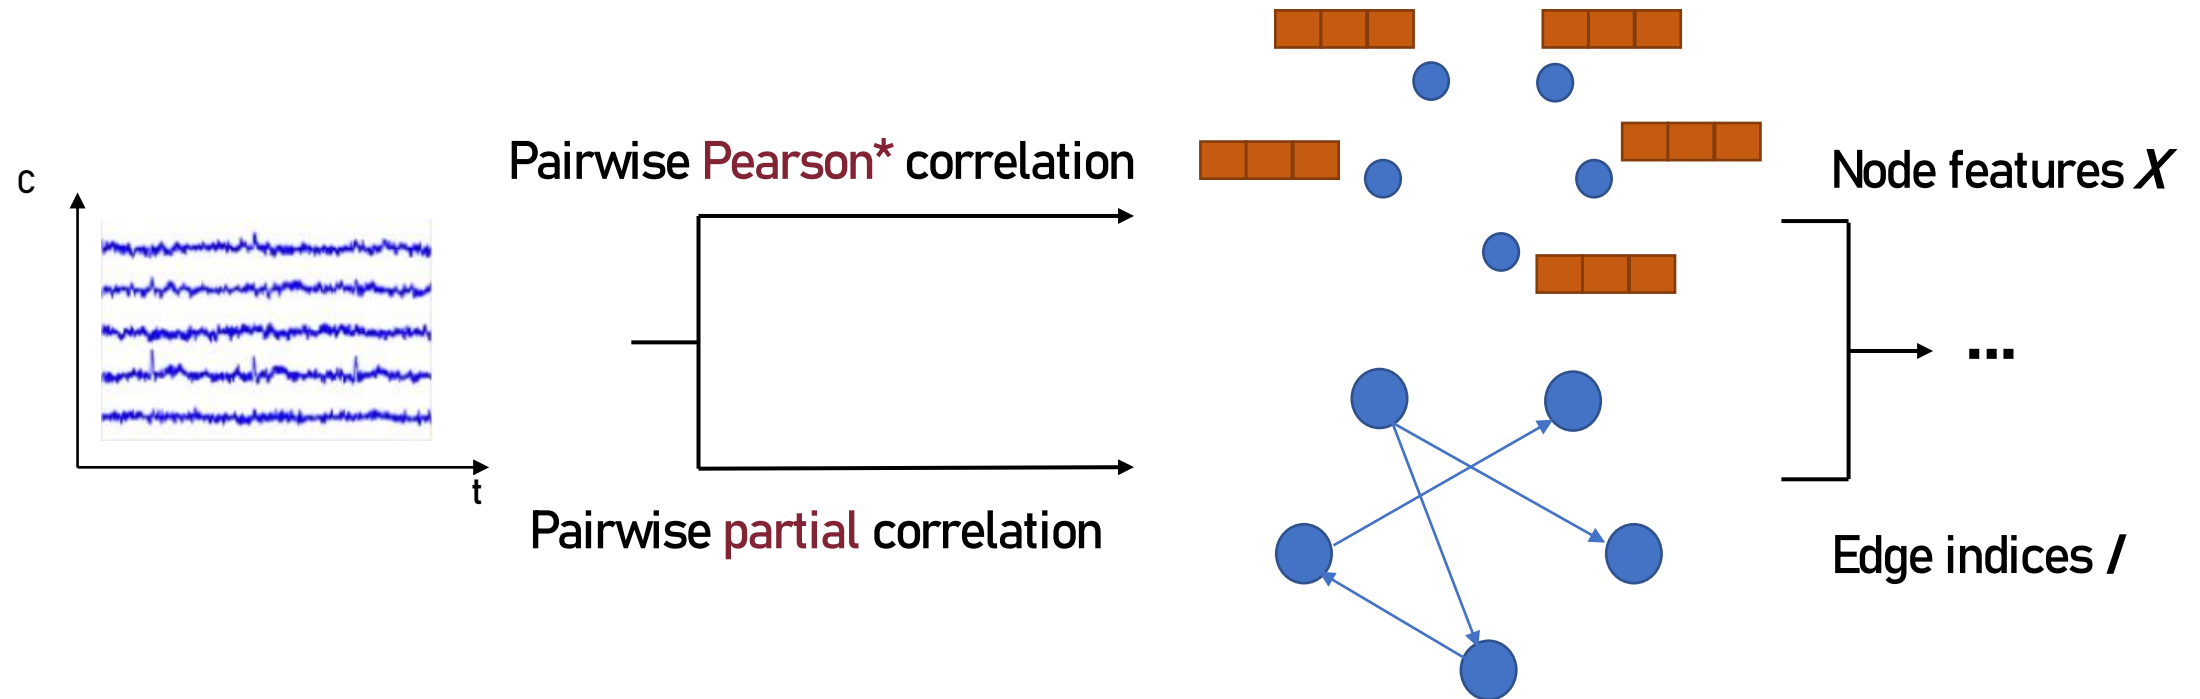 Pairwise Pearson* correlation
Node features X
c
t
Pairwise partial correlation
...
Edge indices I